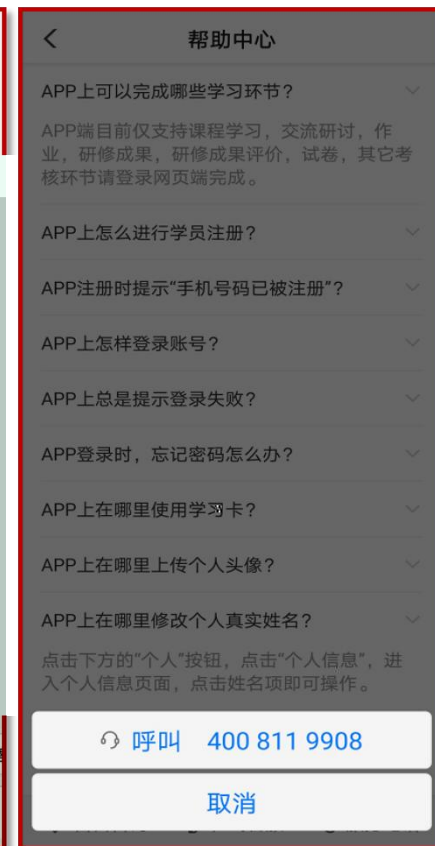 帮助中心
APP上可以完成哪些学习环节？
APP端目前仅支持课程学习，交流研讨，作
业，研修成果，研修成果评价，试卷，其它考
核环节请登录网页端完成。
APP上怎么进行学员注册？
APP注册时提示“手机号码已被注册”？
APP上怎样登录账号？
APP上总是提示登录失败？
APP登录时，忘记密码怎么办？
APP上在哪里使用学习卡？
APP上在哪里上传个人头像？
APP上在哪里修改个人真实姓名？
点击下方的“个人”按钮，点击“个人信息”，进
入个人信息页面，点击姓名项即可操作。
呼叫 400 811 9908
取消